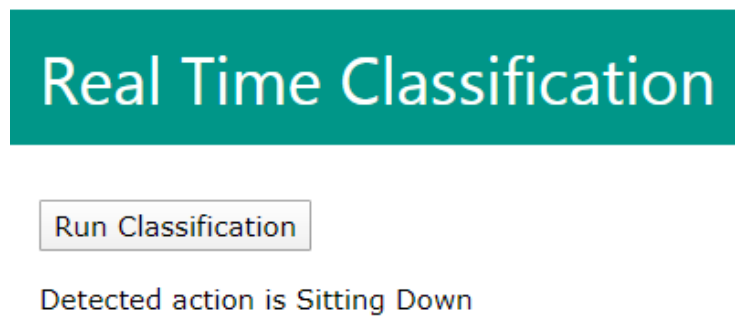 Real Time Classification
Run Classification
Detected action is Sitting Down